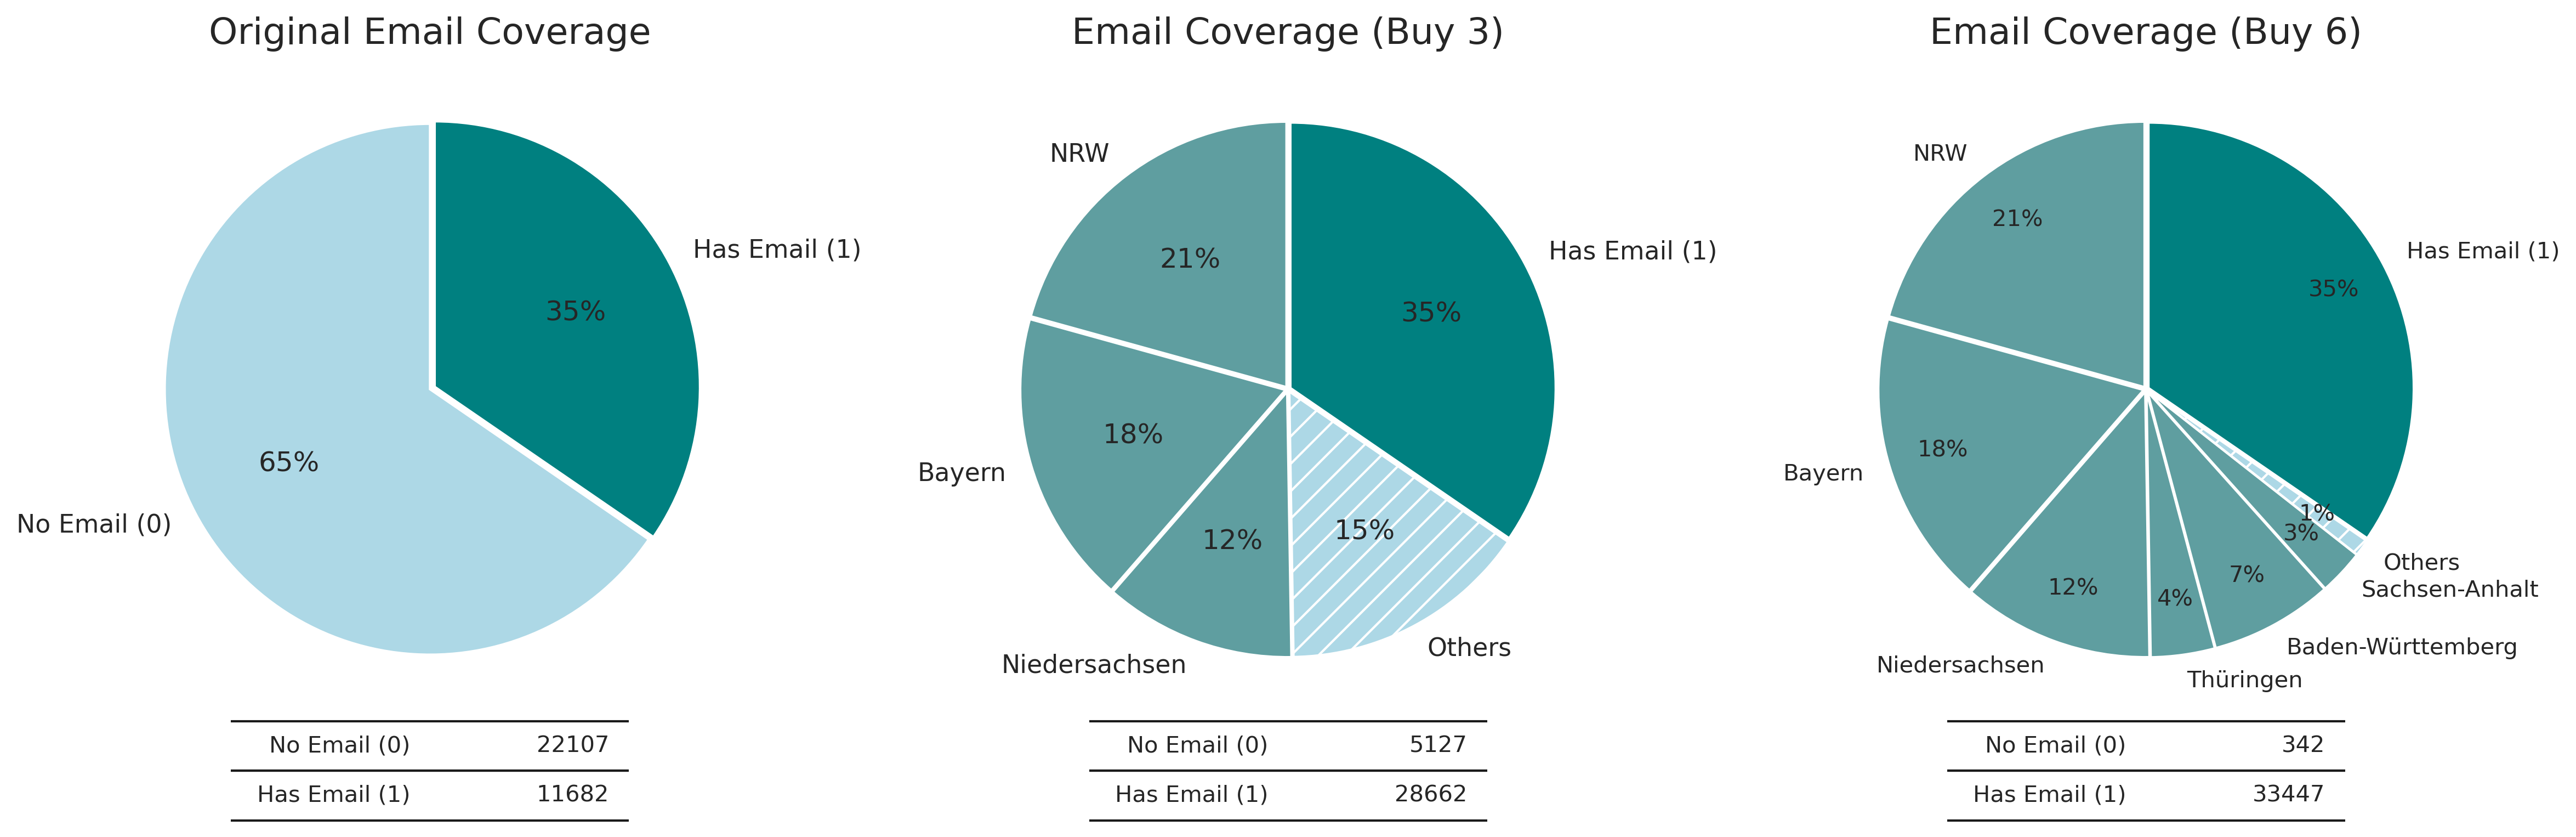 Original Email Coverage
Has Email (1)
35%
65%
No Email (0)
No Email (0) 22107
Has Email (1) 11682
Email Coverage (Buy 3)
NRW
Has Email (1)
21%
35%
18%
Bayern
12%
15%
Niedersachsen
Others
No Email (0) 5127
Has Email (1) 28662
Email Coverage (Buy 6)
NRW
21%
Has Email (1)
35%
18%
Bayern
1%
3%
Others
7%
12%
4%
Sachsen-Anhalt
Baden-Württemberg
Niedersachsen
Thüringen
No Email (0) 342
Has Email (1) 33447